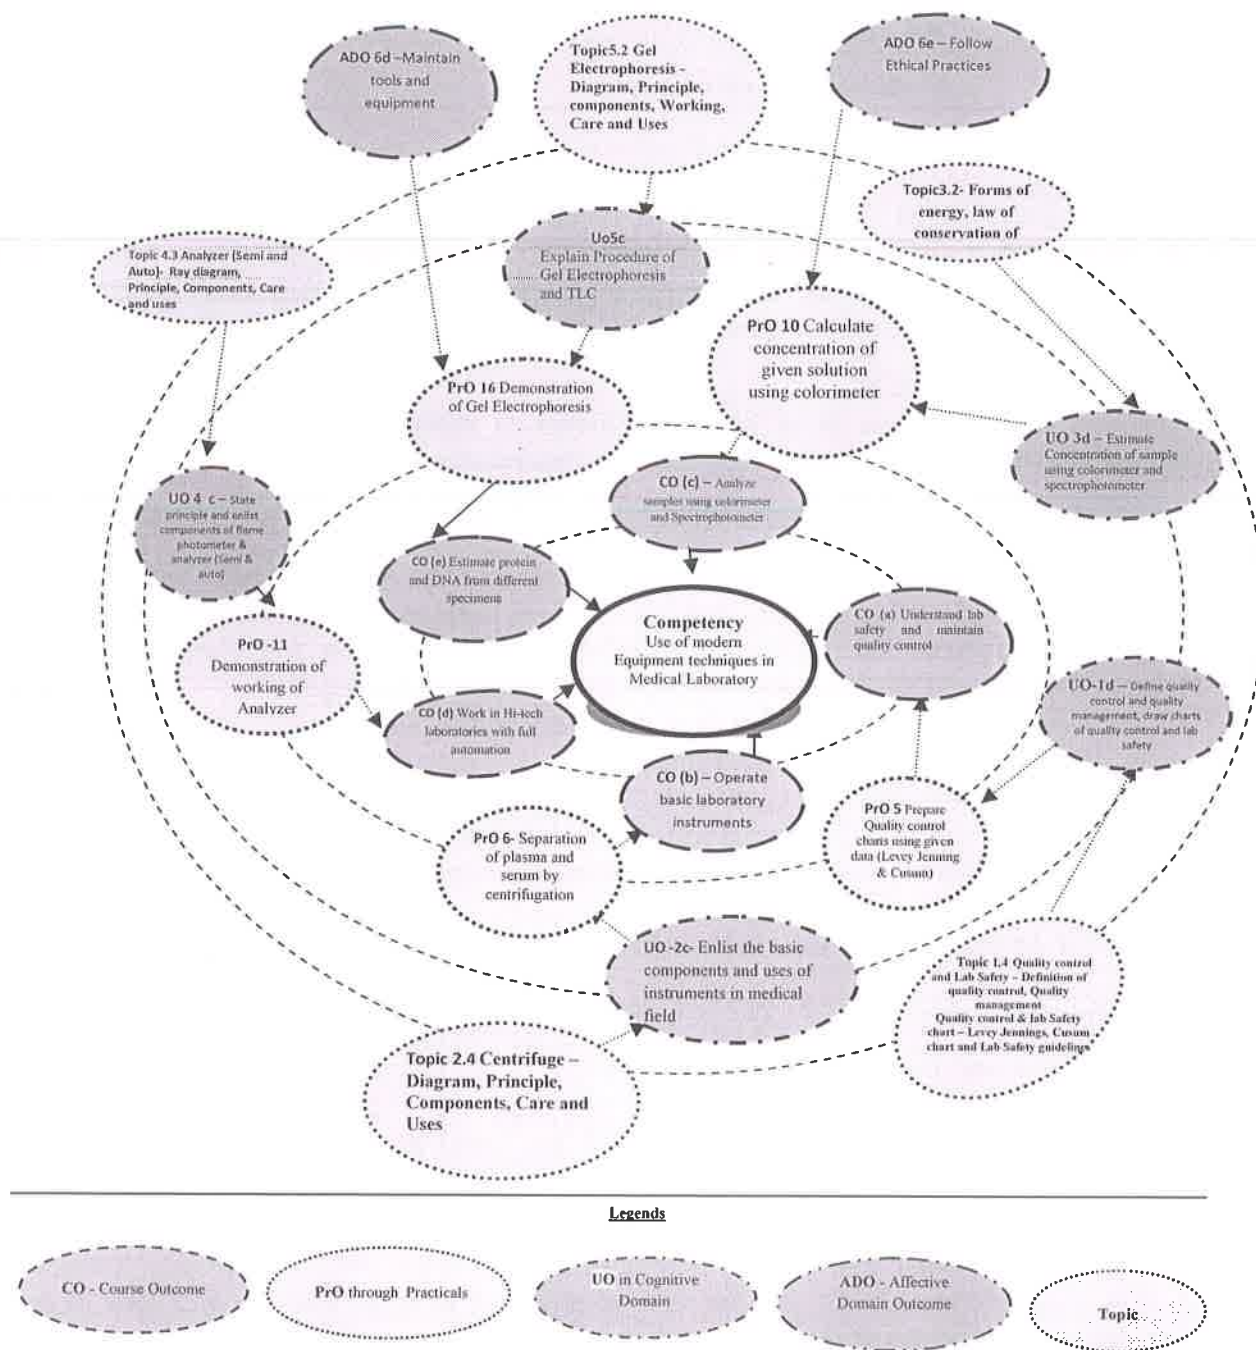 ADO 6d –Maintain
tools and
equipment
Topic5.2 Gel
Electrophoresis -
Diagram, Principle,
components, Working,
Care and Uses
ADO 6e – Follow
Ethical Practices
Topic3.2- Forms of
energy, law of
conservation of
Topic 4.3 Analyzer (Semi and
Auto)- Ray diagram,
Principle, Components, Care
and uses
Uo5c
Explain Procedure of
Gel Electrophoresis
and TLC
PrO 10 Calculate
concentration of
given solution
using colorimeter
PrO 16 Demonstration
of Gel Electrophoresis
UO 3d – Estimate
Concentration of sample
using colorimeter and
spectrophotometer
UO 4 c – State
principle and enlist
components of flame
photometer &
analyzer (Semi &
auto)
CO (c) – Analyze
samples using colorimeter
and Spectrophotometer
CO (e) Estimate protein
and DNA from different
specimens
Competency
Use of modern
Equipment techniques in
Medical Laboratory
CO (a) Understand lab
safety and maintain
quality control
PrO -11
Demonstration of
working of
Analyzer
CO (d) Work in Hi-tech
laboratories with full
automation
UO-1d – Define quality
control and quality
management, draw charts
of quality control and lab
safety
CO (b) – Operate
basic laboratory
instruments
PrO 5 Prepare
Quality control
charts using given
data (Levey Jenning
& Cusum)
PrO 6- Separation
of plasma and
serum by
centrifugation
UO -2c- Enlist the basic
components and uses of
instruments in medical
field
Topic 1.4 Quality control
and Lab Safety – Definition of
quality control, Quality
management
Quality control & lab Safety
chart – Levey Jennings, Cusum
chart and Lab Safety guidelings
Topic 2.4 Centrifuge –
Diagram, Principle,
Components, Care and
Uses
Legends
CO - Course Outcome
PrO through Practicals
UO in Cognitive
Domain
ADO - Affective
Domain Outcome
Topic